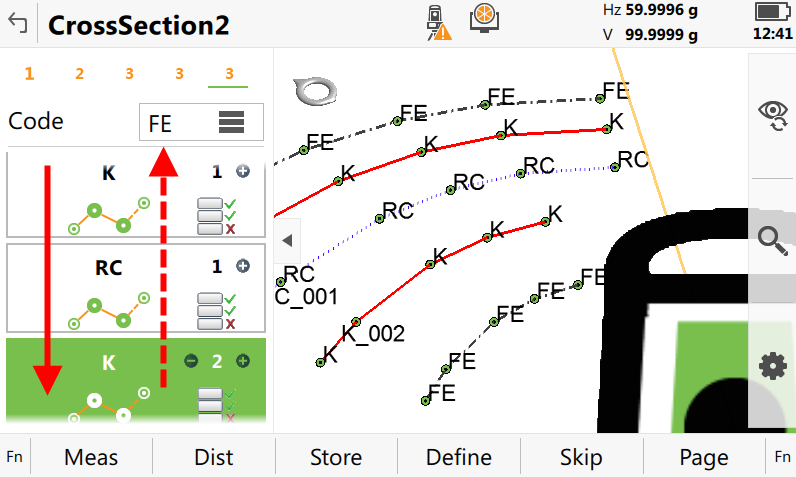 CrossSection2
Hz 59.9996 g
V 99.9999 g
12:41
1 2 3 3 3
Code FE
K 1
RC 1
K 2
FE FE FE FE
K K K K
RC RC RC RC
RC
C_001
K K K
K_002
K
FE FE FE
FE
FE
Fn Meas Dist Store Define Skip Page Fn